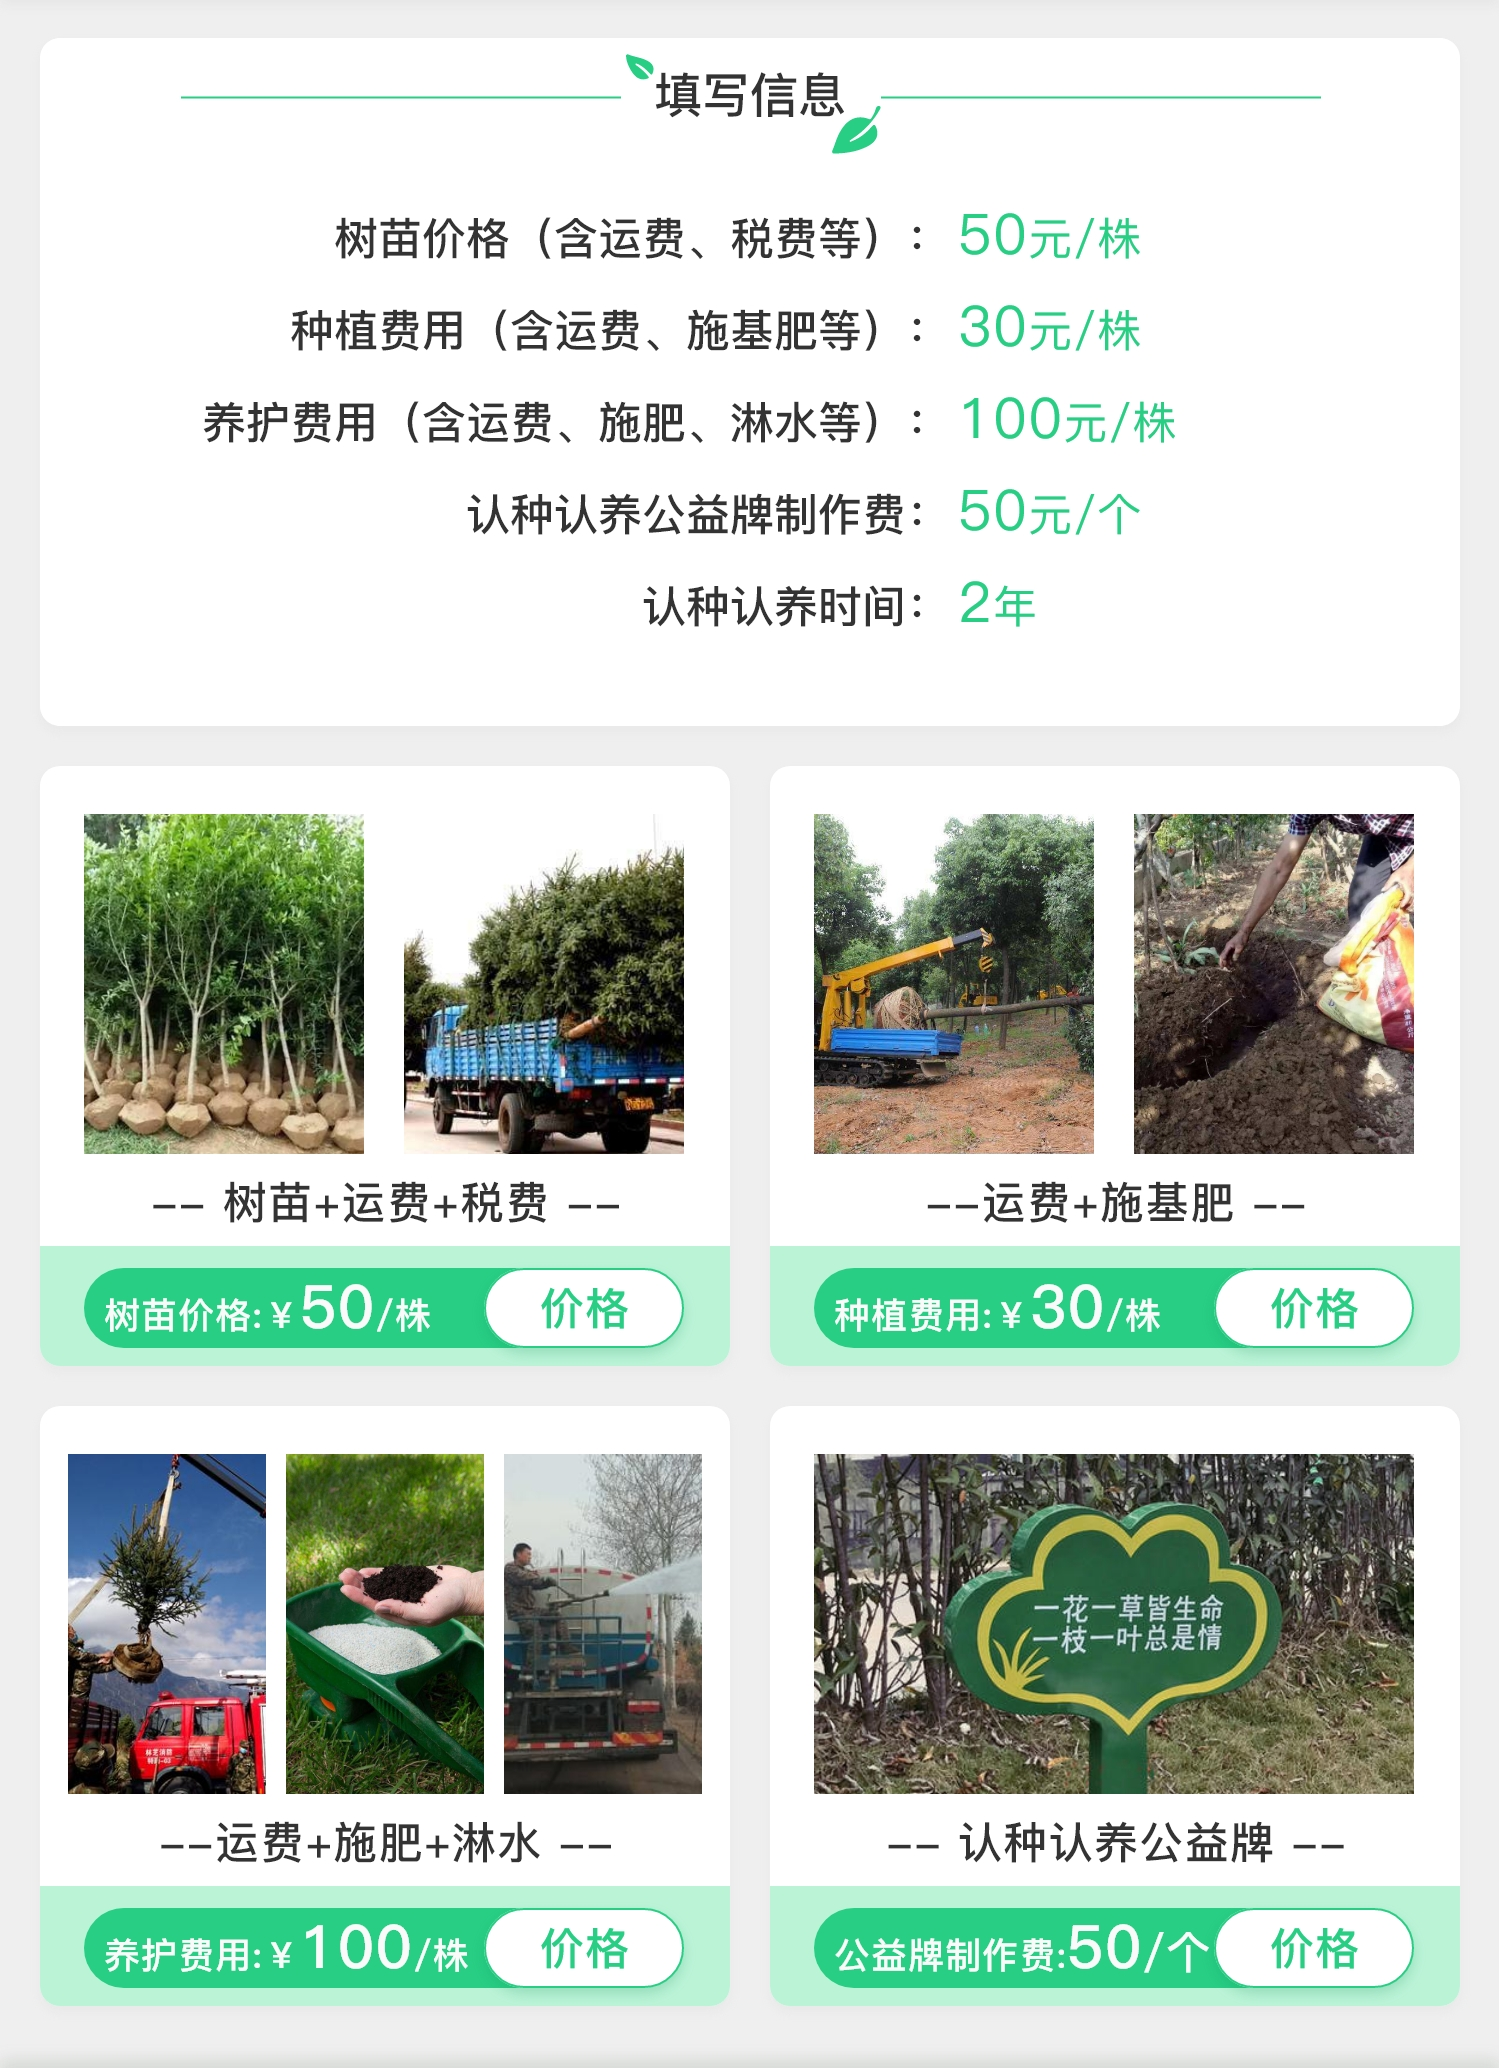 填写信息
树苗价格（含运费、税费等）：50元/株
种植费用（含运费、施基肥等）：30元/株
养护费用（含运费、施肥、淋水等）：100元/株
认种认养公益牌制作费：50元/个
认种认养时间：2年
-- 树苗+运费+税费 --
树苗价格:¥50/株
价格
--运费+施基肥 --
种植费用:¥30/株
价格
林芝消防
一花一草皆生命
一枝一叶总是情
--运费+施肥+淋水 --
养护费用:¥100/株
价格
-- 认种认养公益牌 --
公益牌制作费:50/个
价格